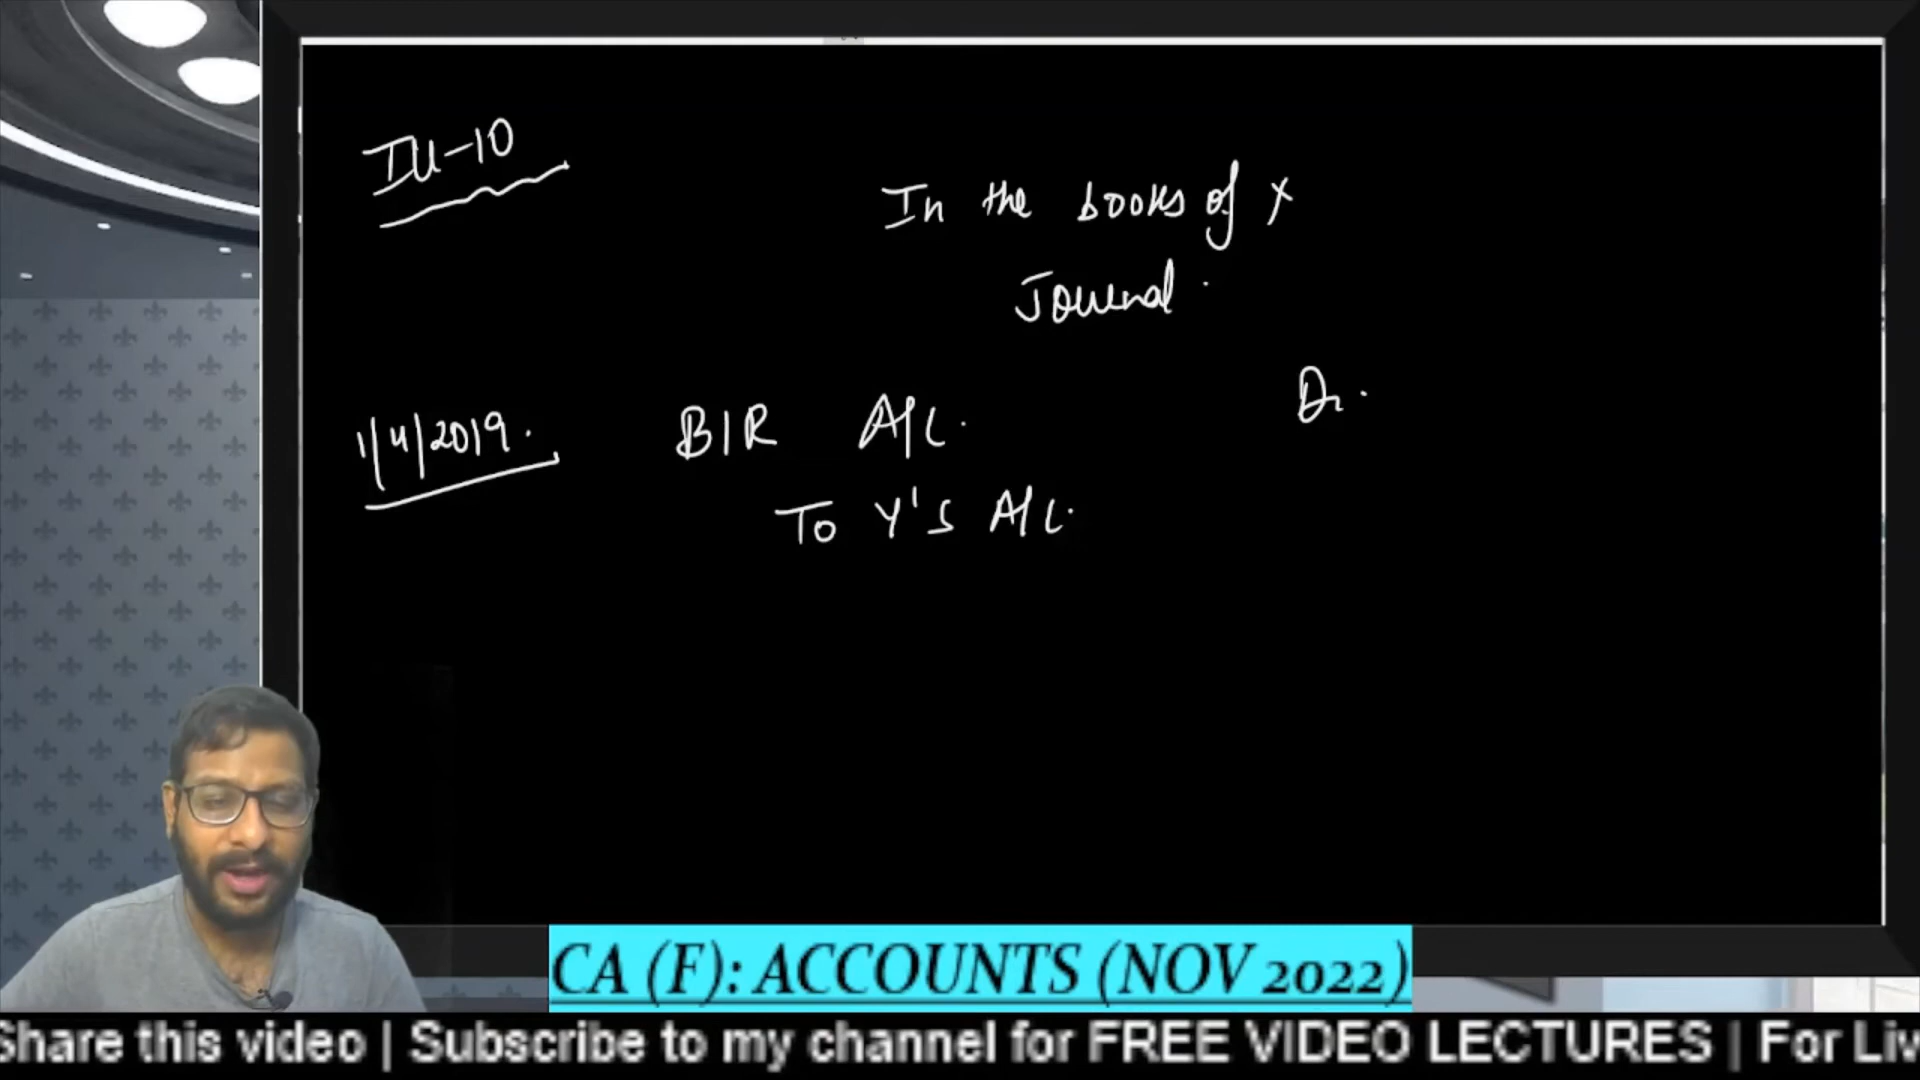 Ill-10
In the books of X
Journal.
1/4/2019. B/R A/c. Dr.
To Y's A/c.
CA (F): ACCOUNTS (NOV 2022)
Share this video | Subscribe to my channel for FREE VIDEO LECTURES | For Liv